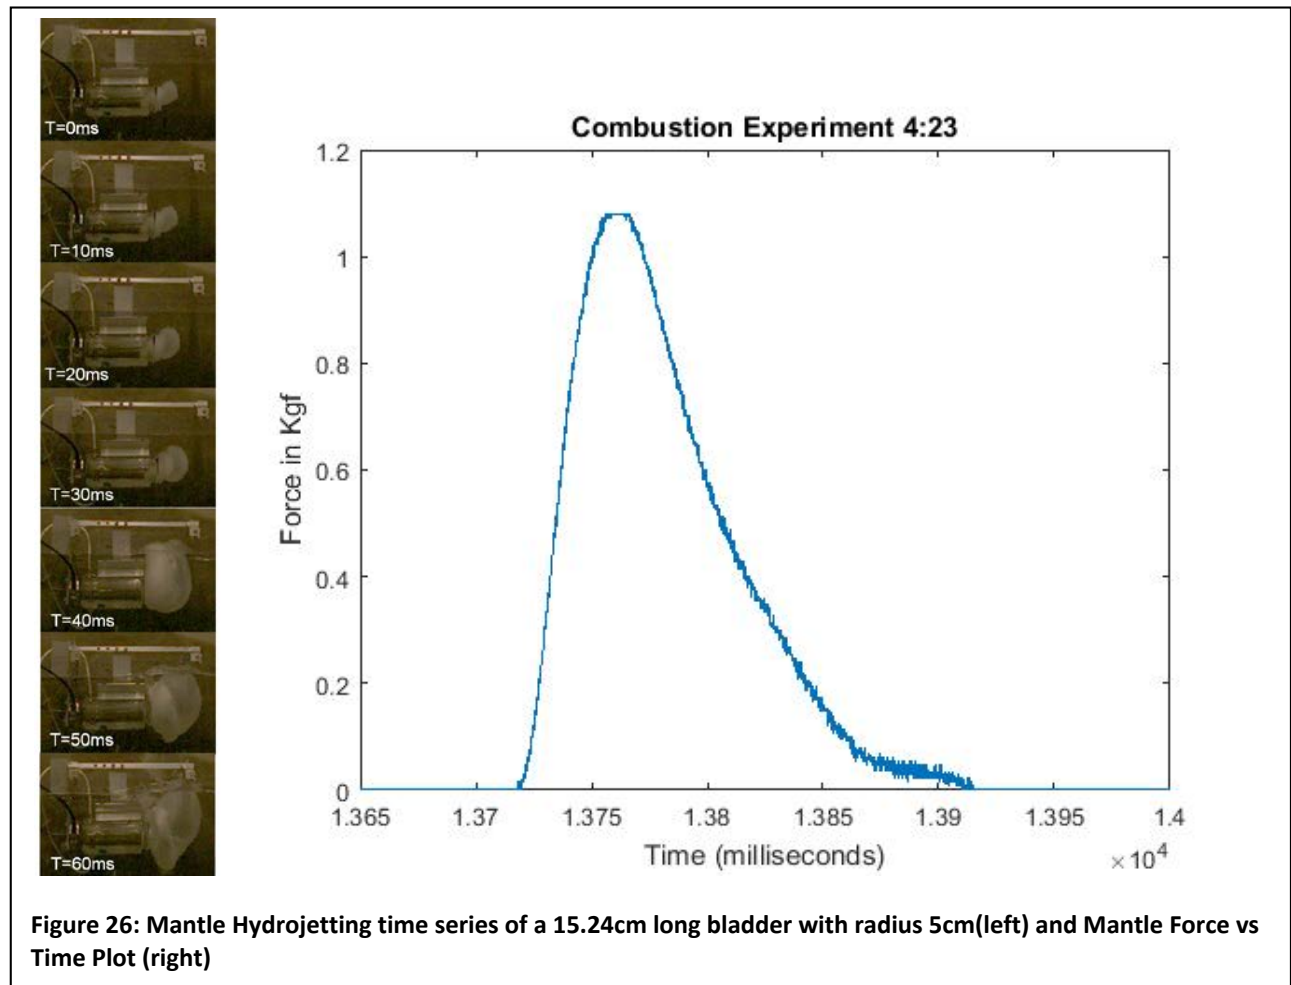 T=0ms
T=10ms
T=20ms
T=30ms
T=40ms
T=50ms
T=60ms
Combustion Experiment 4:23
Force in Kgf
1.2
1
0.8
0.6
0.4
0.2
0
1.365
1.37
1.375
1.38
1.385
1.39
1.395
1.4
Time (milliseconds)
×10⁴
Figure 26: Mantle Hydrojetting time series of a 15.24cm long bladder with radius 5cm(left) and Mantle Force vs
Time Plot (right)